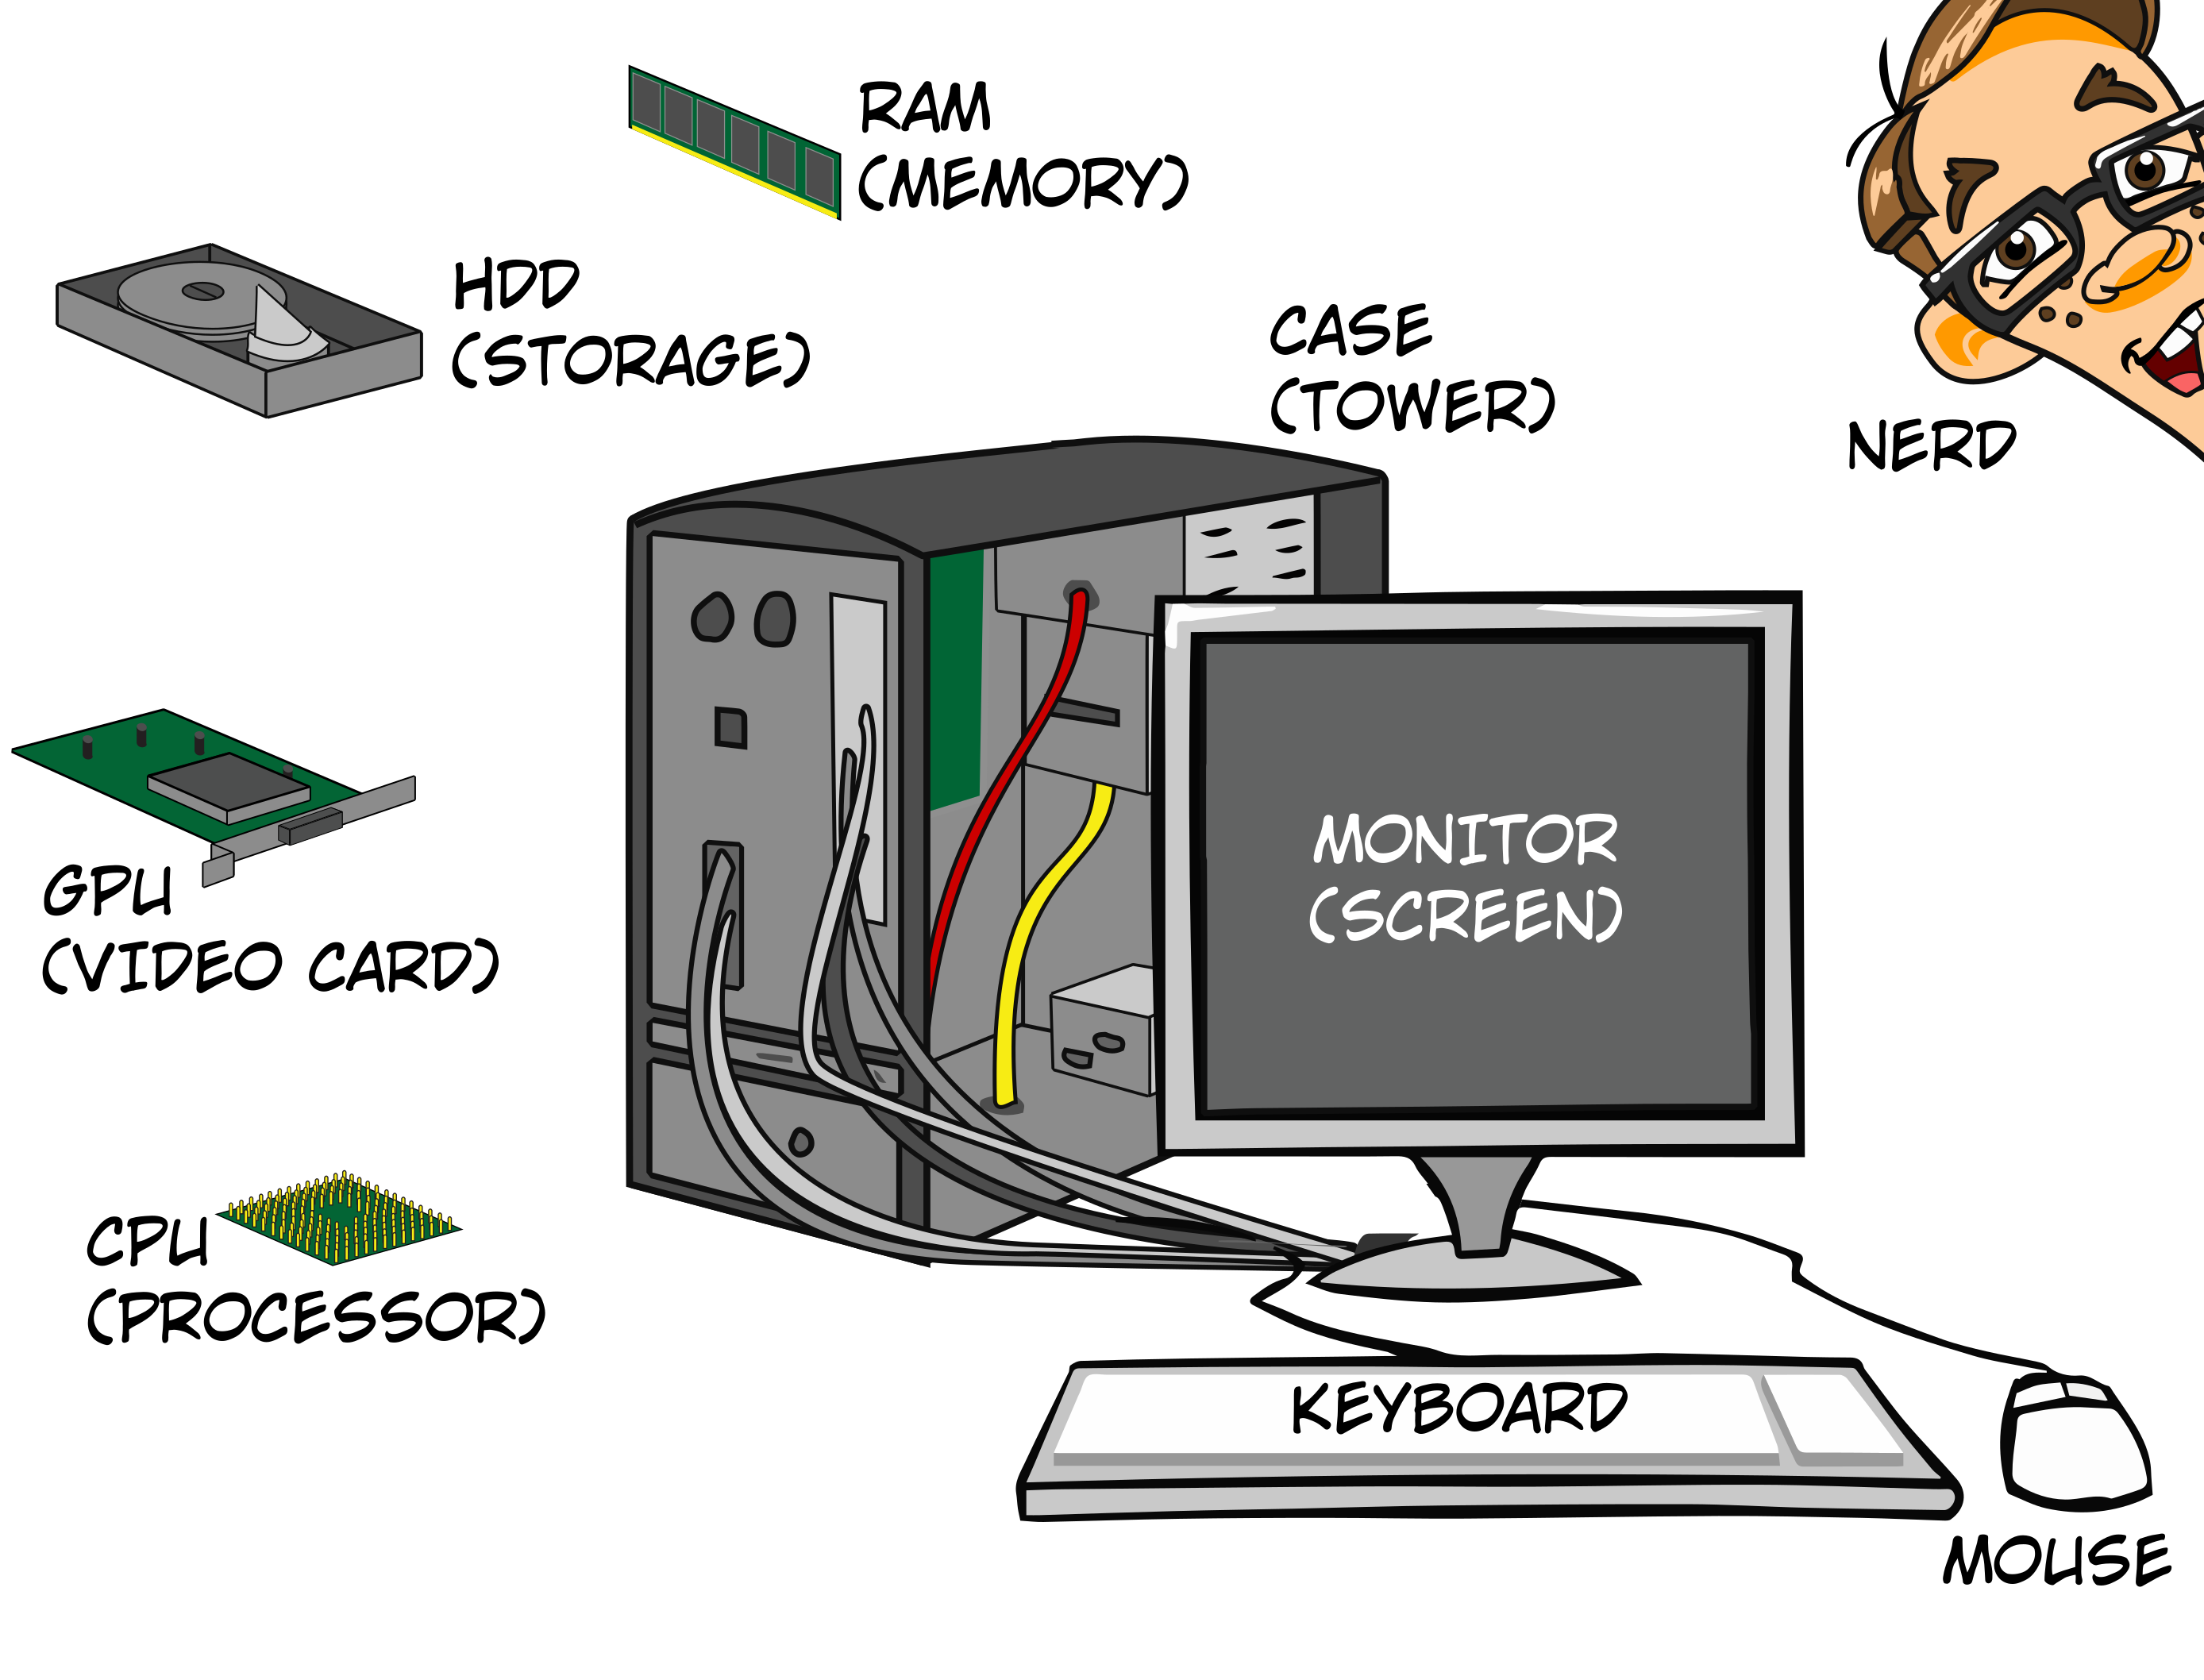 RAM
(MEMORY)
HDD
(STORAGE)
CASE
(TOWER)
NERD
MONITOR
(SCREEN)
GPU
(VIDEO CARD)
CPU
(PROCESSOR)
KEYBOARD
MOUSE